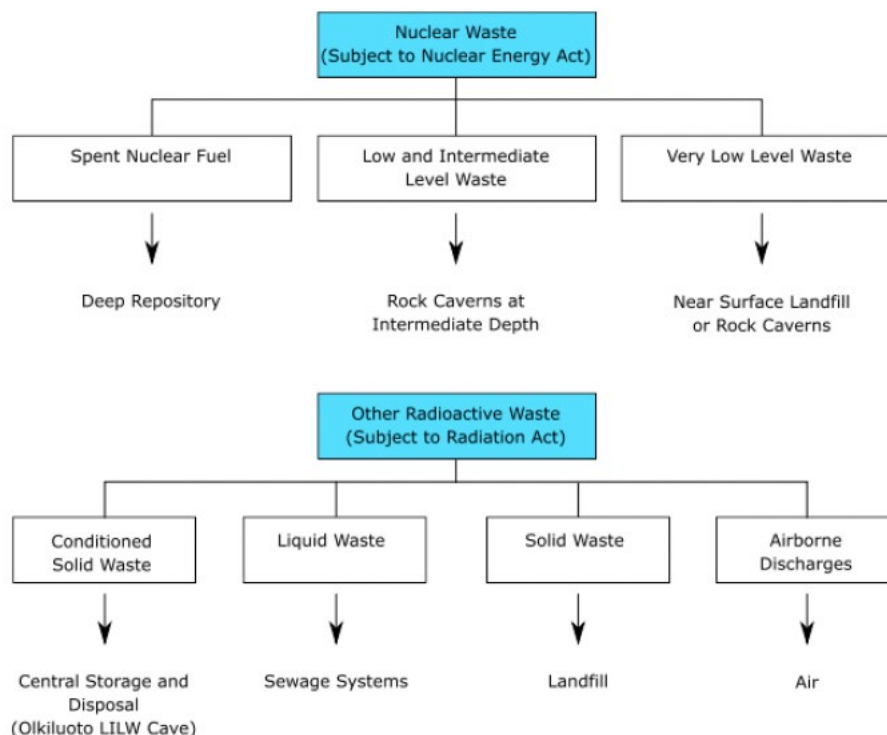 Nuclear Waste
(Subject to Nuclear Energy Act)
Spent Nuclear Fuel
Low and Intermediate
Level Waste
Very Low Level Waste
Deep Repository
Rock Caverns at
Intermediate Depth
Near Surface Landfill
or Rock Caverns
Other Radioactive Waste
(Subject to Radiation Act)
Conditioned
Solid Waste
Liquid Waste
Solid Waste
Airborne
Discharges
Central Storage and
Disposal
(Olkiluoto LILW Cave)
Sewage Systems
Landfill
Air